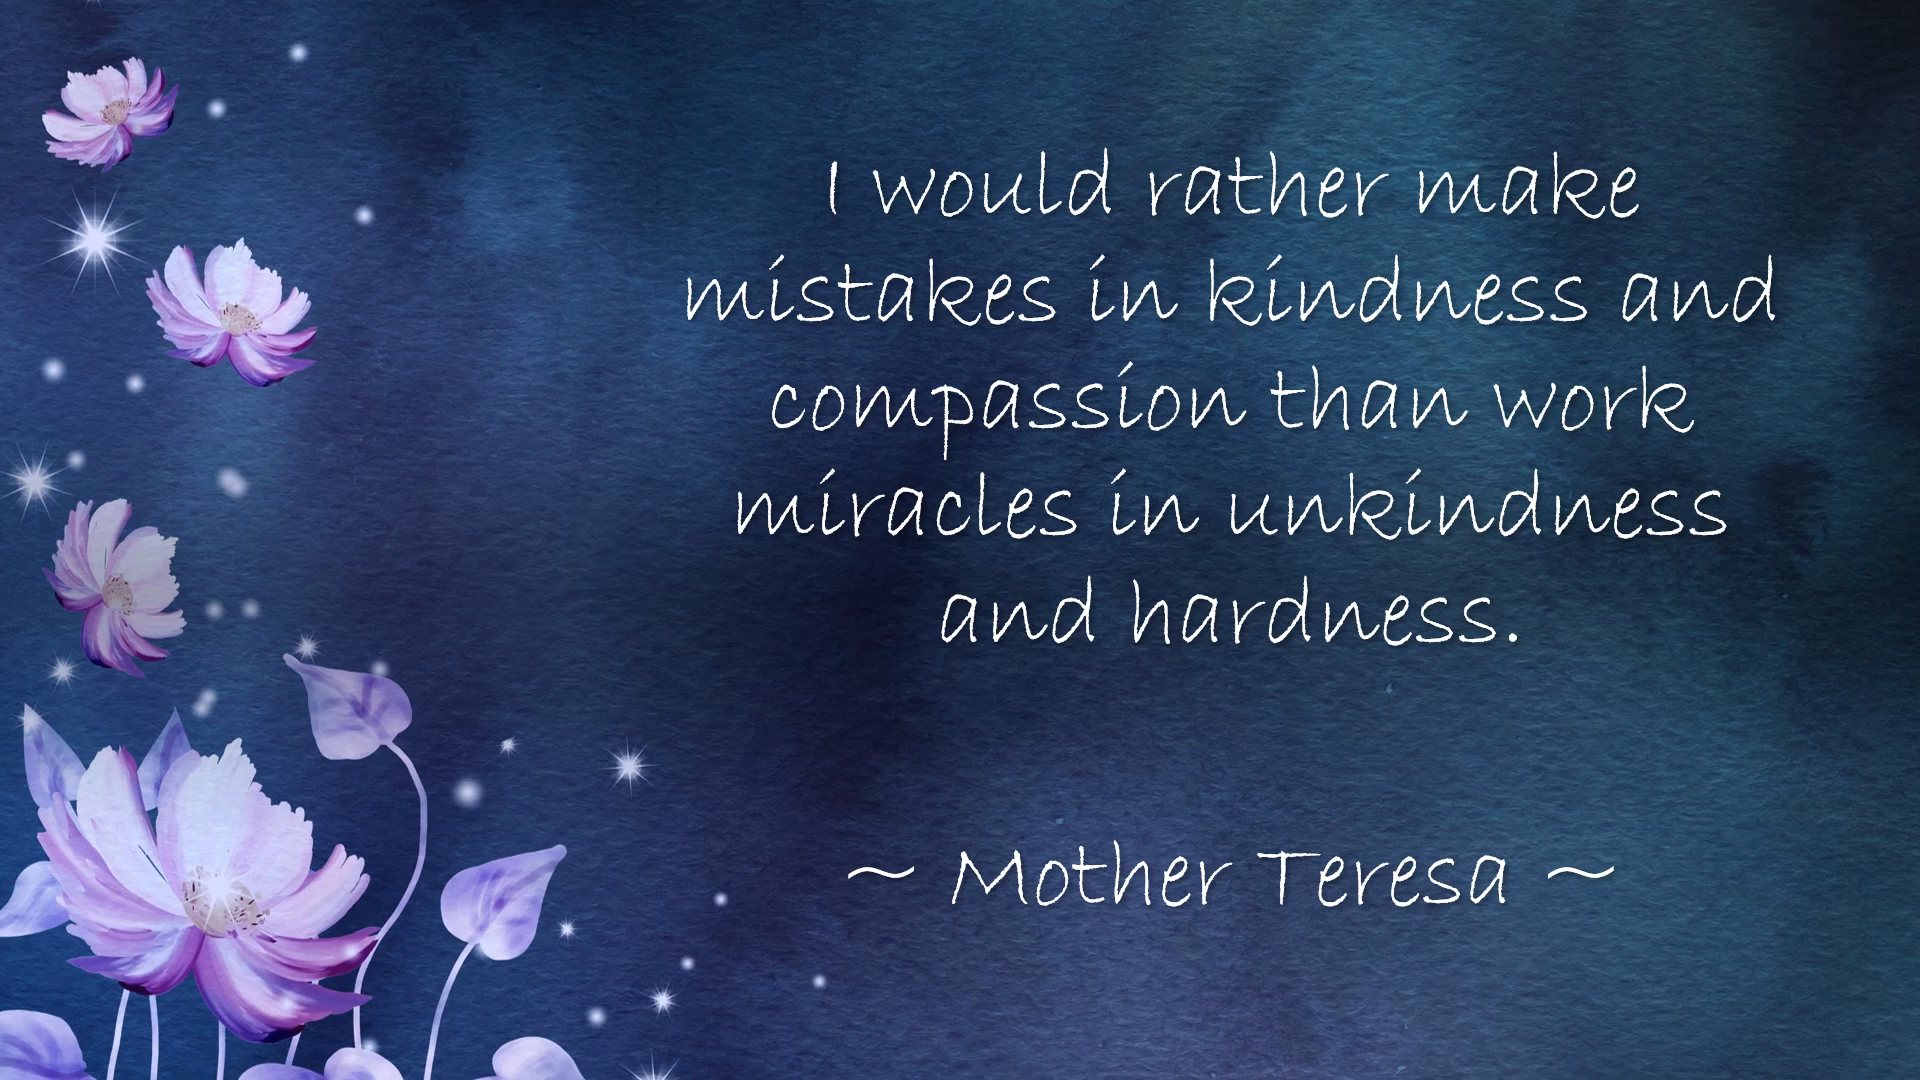 I would rather make
mistakes in kindness and
compassion than work
miracles in unkindness
and hardness.
~ Mother Teresa ~